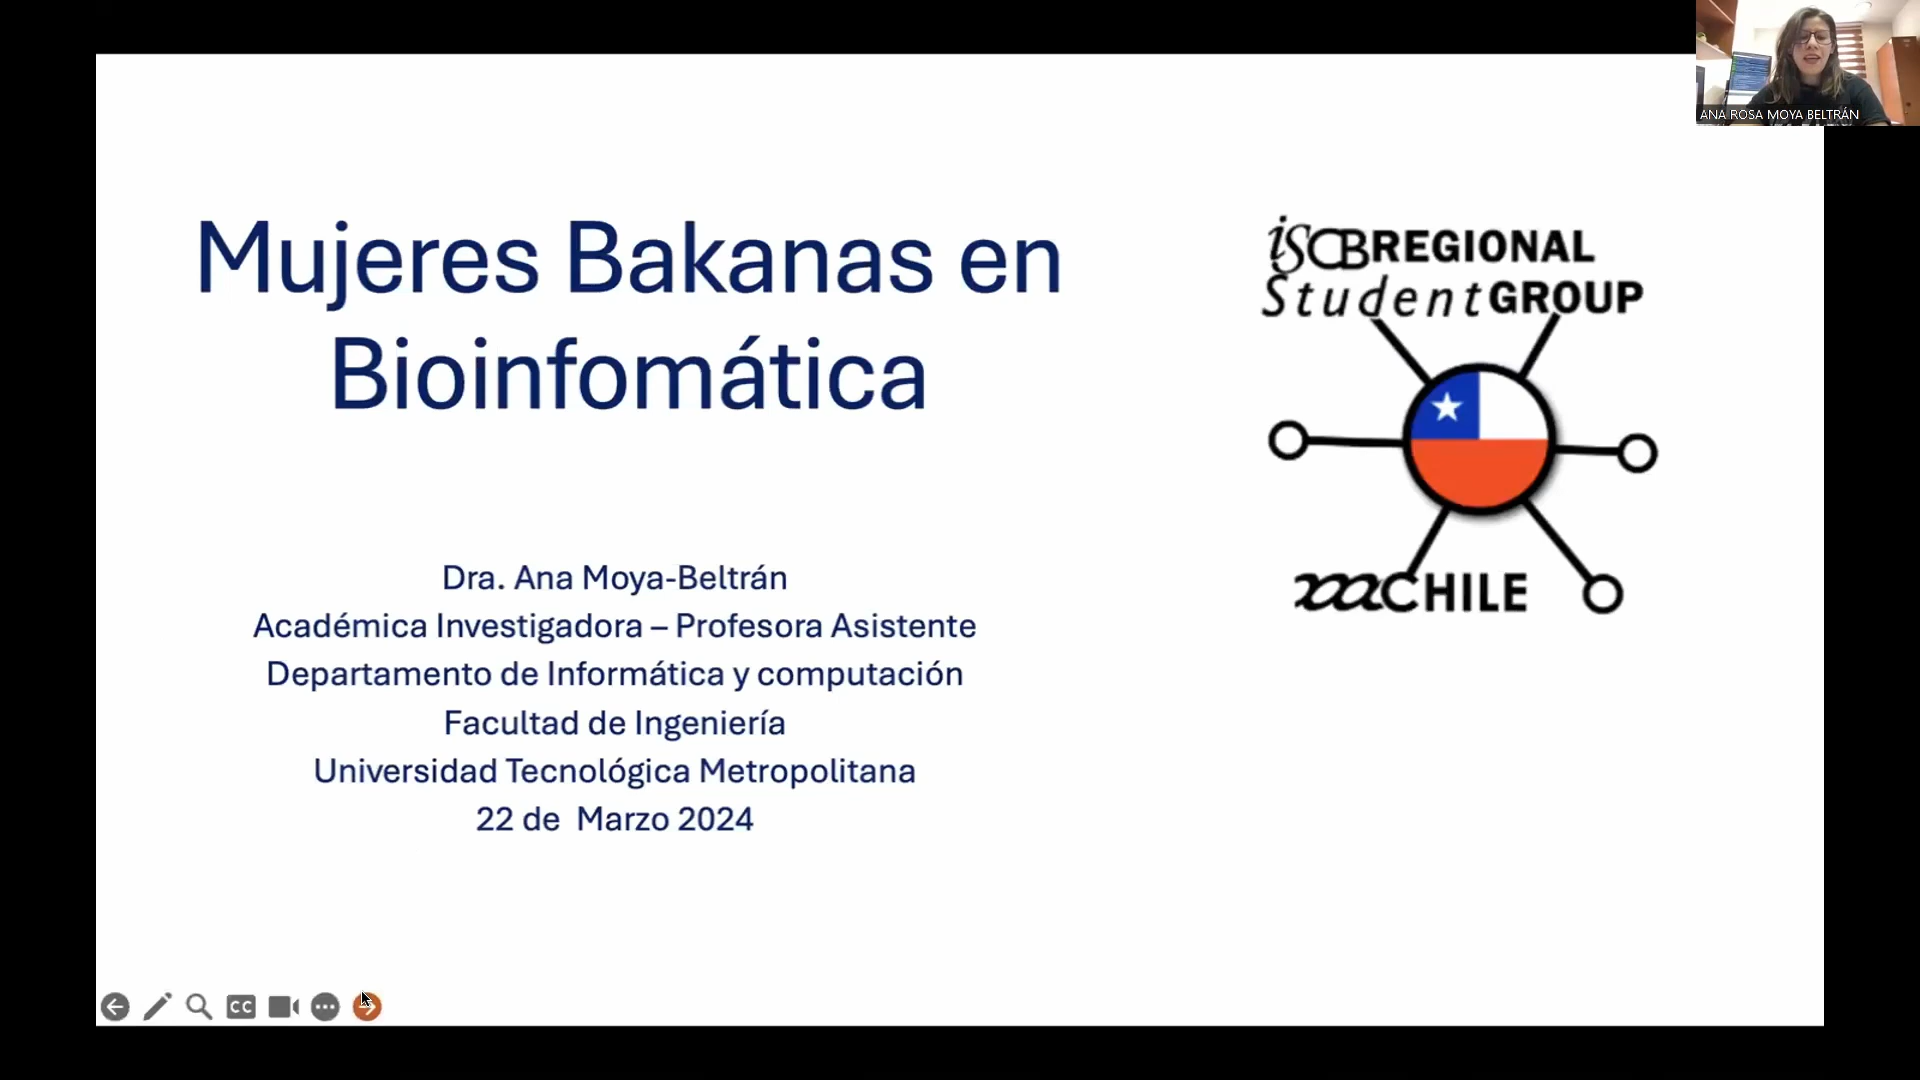 ANA ROSA MOYA BELTRÁN
Mujeres Bakanas en
Bioinfomática
iSCB REGIONAL
Student GROUP
CHILE
Dra. Ana Moya-Beltrán
Académica Investigadora – Profesora Asistente
Departamento de Informática y computación
Facultad de Ingeniería
Universidad Tecnológica Metropolitana
22 de  Marzo 2024
CC